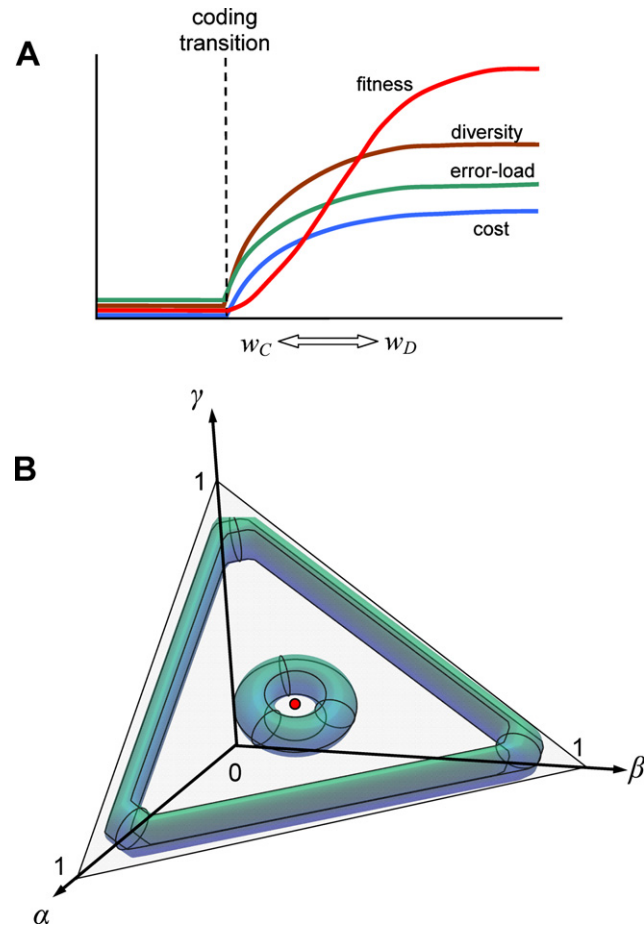 A
coding
transition
fitness
diversity
error-load
cost
w_C
w_D
B
γ
1
0
1
β
1
α